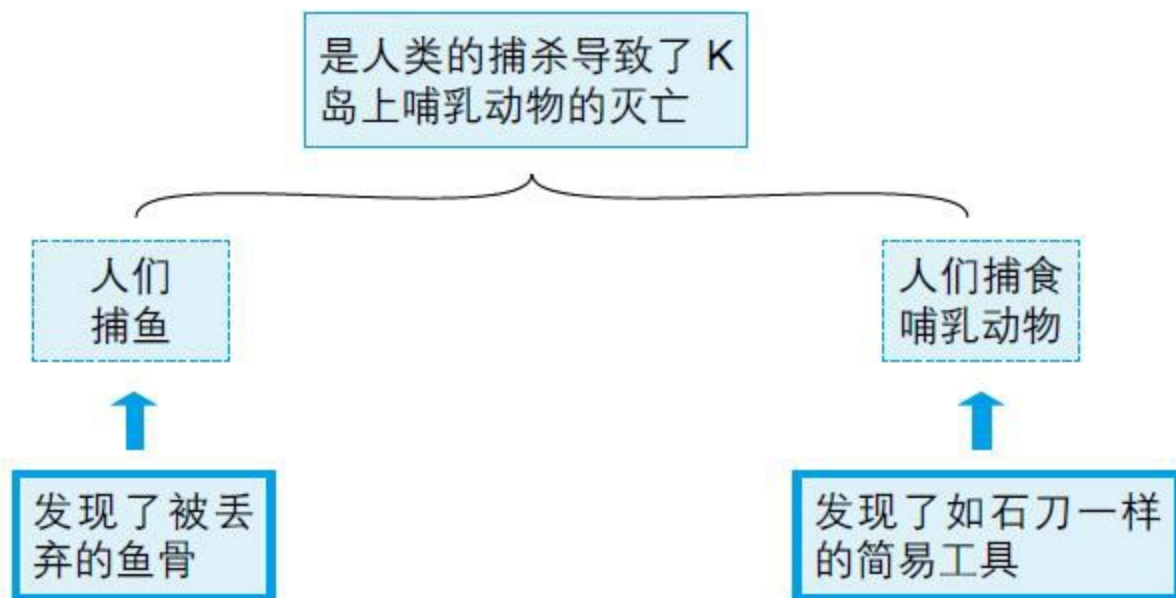 是人类的捕杀导致了 K
岛上哺乳动物的灭亡
人们
捕鱼
人们捕食
哺乳动物
发现了被丢
弃的鱼骨
发现了如石刀一样
的简易工具